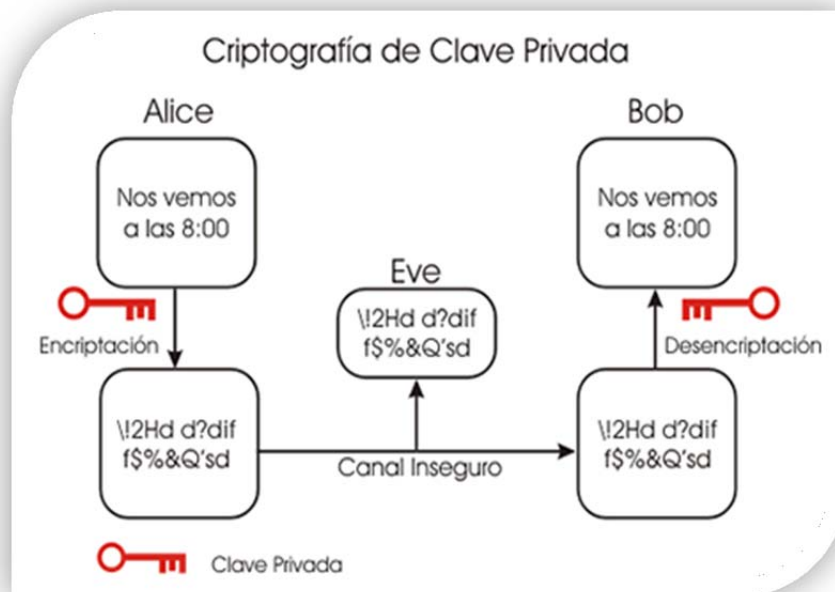 Criptografía de Clave Privada
Alice
Bob
Nos vemos
a las 8:00
Nos vemos
a las 8:00
Eve
\!2Hd d?dif
f$%&Q'sd
Encriptación
Desencriptación
\!2Hd d?dif
f$%&Q'sd
\!2Hd d?dif
f$%&Q'sd
Canal Inseguro
Clave Privada